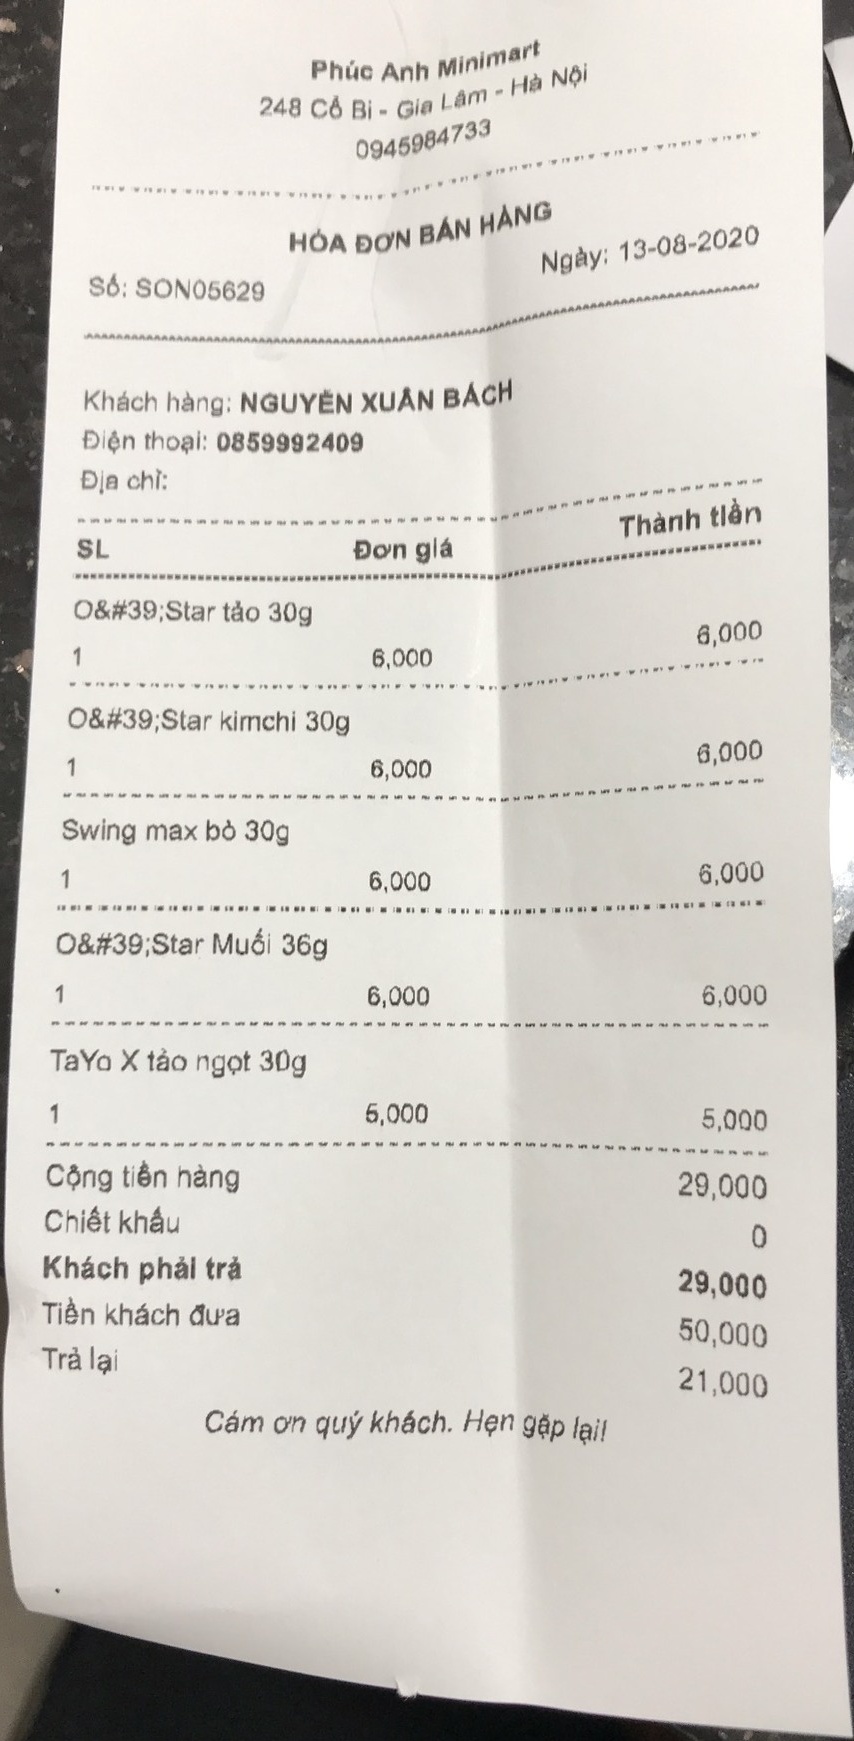 Phúc Anh Minimart
248 Cổ Bi - Gia Lâm - Hà Nội
0945984733
HÓA ĐƠN BÁN HÀNG
Số: SON05629 Ngày: 13-08-2020
Khách hàng: NGUYỄN XUÂN BÁCH
Điện thoại: 0859992409
Địa chỉ:
SL Đơn giá Thành tiền
O&#39;Star tảo 30g
1 6,000 6,000
O&#39;Star kimchi 30g
1 6,000 6,000
Swing max bò 30g
1 6,000 6,000
O&#39;Star Muối 36g
1 6,000 6,000
TaYo X tảo ngọt 30g
1 5,000 5,000
Cộng tiền hàng 29,000
Chiết khấu 0
Khách phải trả 29,000
Tiền khách đưa 50,000
Trả lại 21,000
Cám ơn quý khách. Hẹn gặp lại!